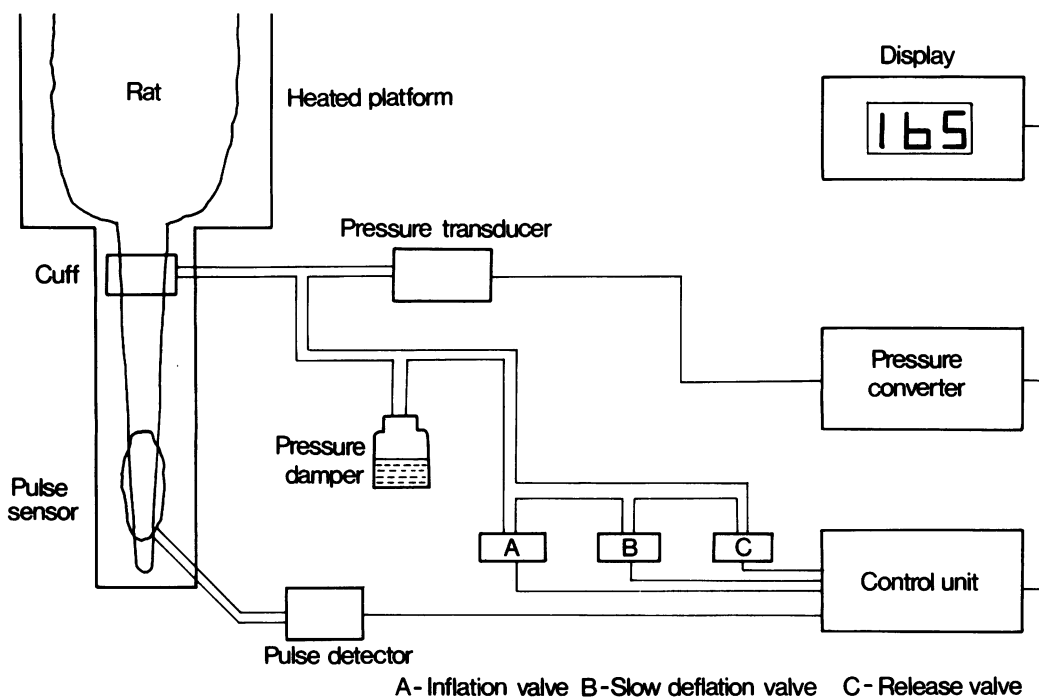 Display
Rat
Heated platform
165
Pressure transducer
Cuff
Pressure
converter
Pressure
damper
Pulse
sensor
A
B
C
Control unit
Pulse detector
A-Inflation valve B-Slow deflation valve C-Release valve